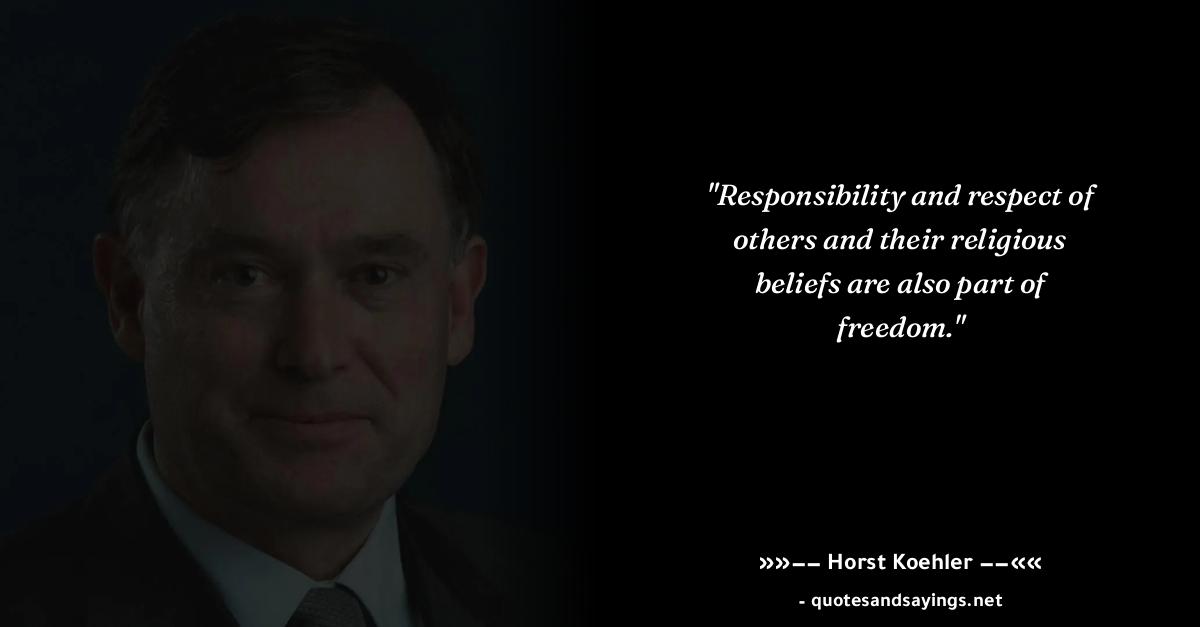 "Responsibility and respect of
others and their religious
beliefs are also part of
freedom."
»»–– Horst Koehler ––««
- quotesandsayings.net